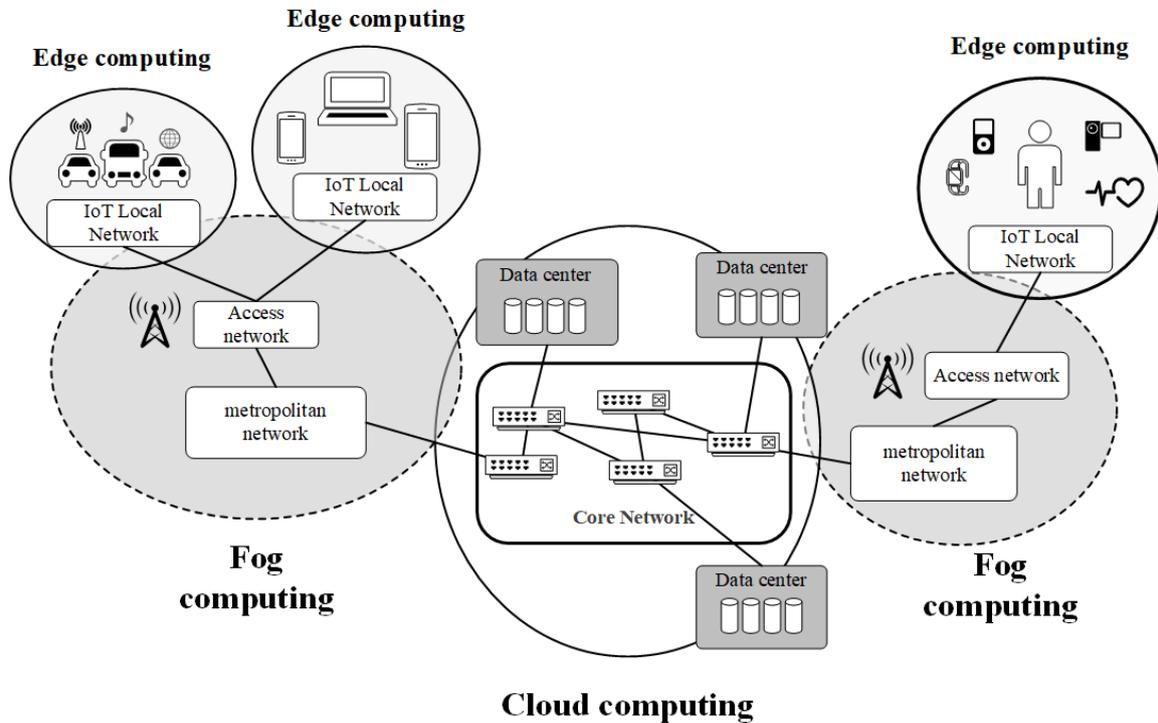 Edge computing
Edge computing
Edge computing
IoT Local
Network
IoT Local
Network
IoT Local
Network
Data center
Data center
Access
network
Access network
metropolitan
network
metropolitan
network
Core Network
Data center
Fog
computing
Fog
computing
Cloud computing